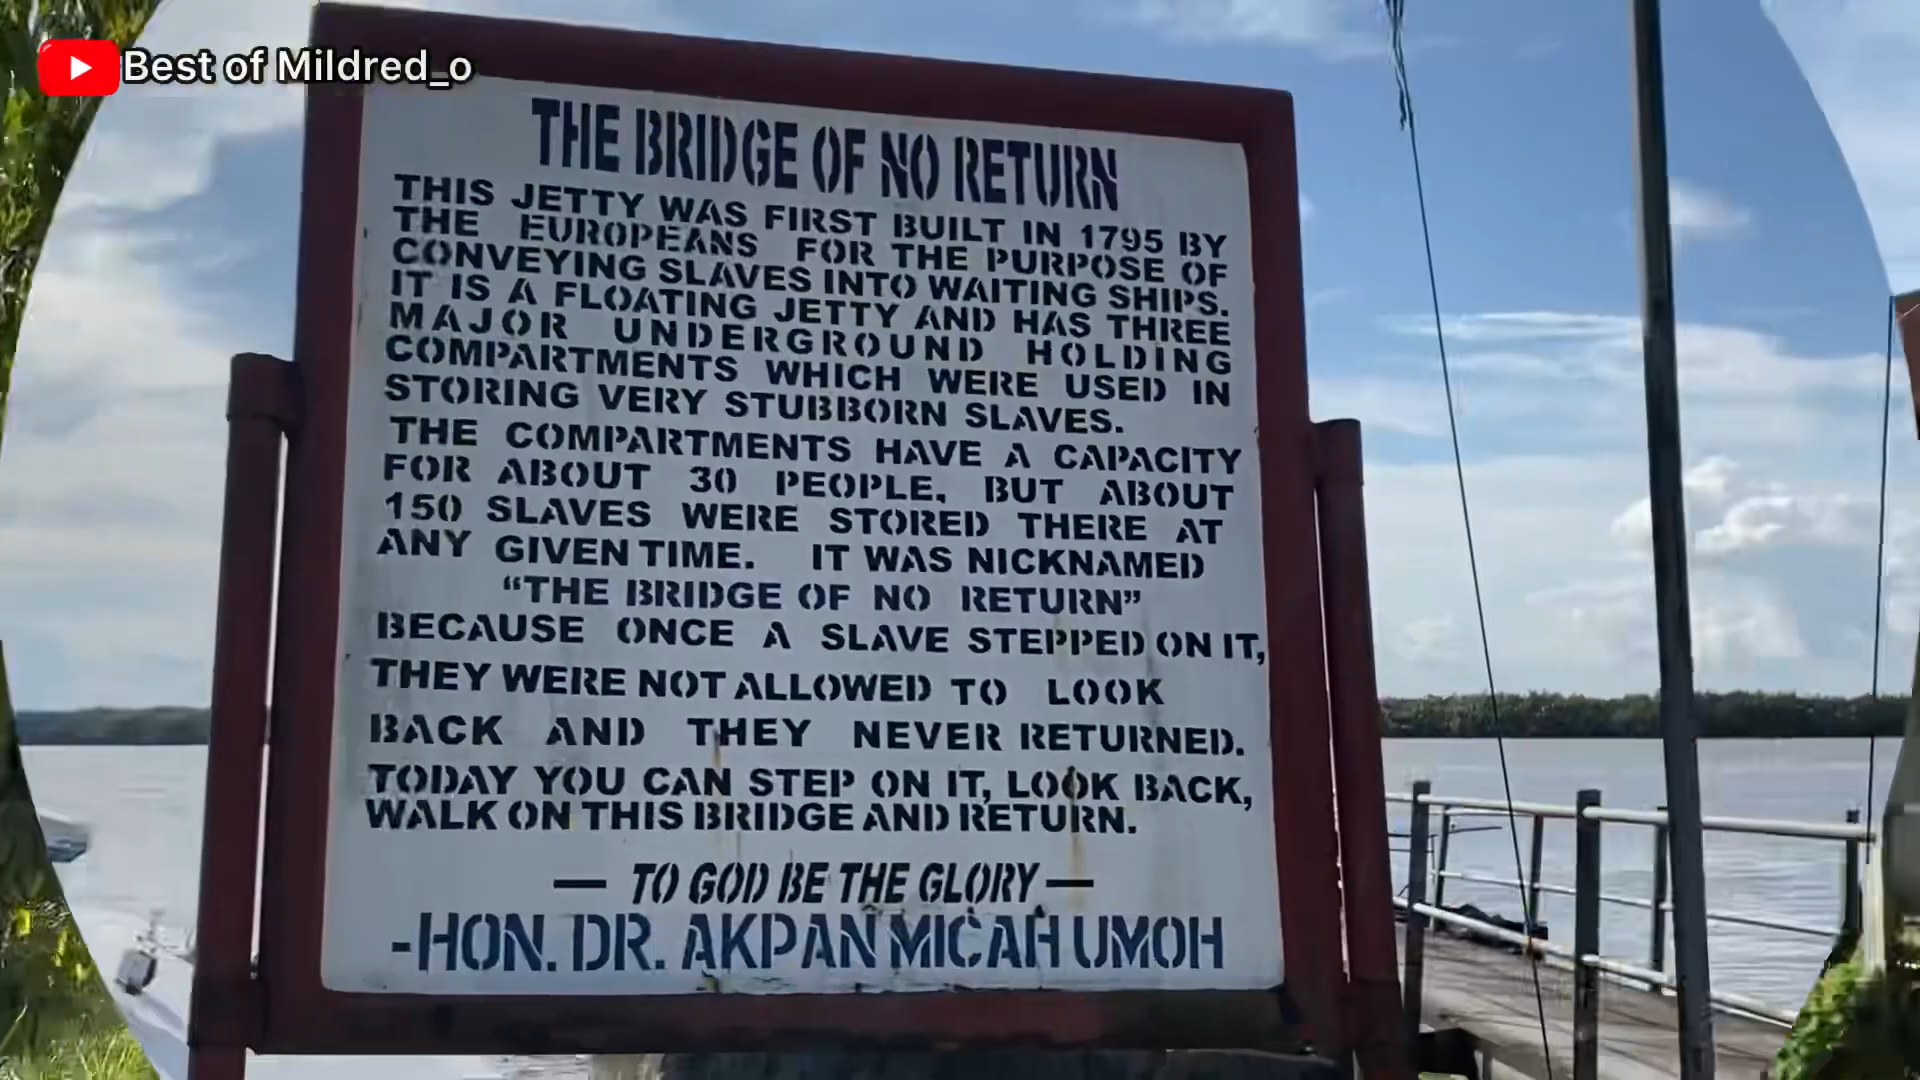 Best of Mildred_o
THE BRIDGE OF NO RETURN
THIS JETTY WAS FIRST BUILT IN 1795 BY
THE EUROPEANS FOR THE PURPOSE OF
CONVEYING SLAVES INTO WAITING SHIPS.
IT IS A FLOATING JETTY AND HAS THREE
MAJOR UNDERGROUND HOLDING
COMPARTMENTS WHICH WERE USED IN
STORING VERY STUBBORN SLAVES.
THE COMPARTMENTS HAVE A CAPACITY
FOR ABOUT 30 PEOPLE, BUT ABOUT
150 SLAVES WERE STORED THERE AT
ANY GIVEN TIME. IT WAS NICKNAMED
“THE BRIDGE OF NO RETURN”
BECAUSE ONCE A SLAVE STEPPED ON IT,
THEY WERE NOT ALLOWED TO LOOK
BACK AND THEY NEVER RETURNED.
TODAY YOU CAN STEP ON IT, LOOK BACK,
WALK ON THIS BRIDGE AND RETURN.
— TO GOD BE THE GLORY —
-HON. DR. AKPAN MICAH UMOH